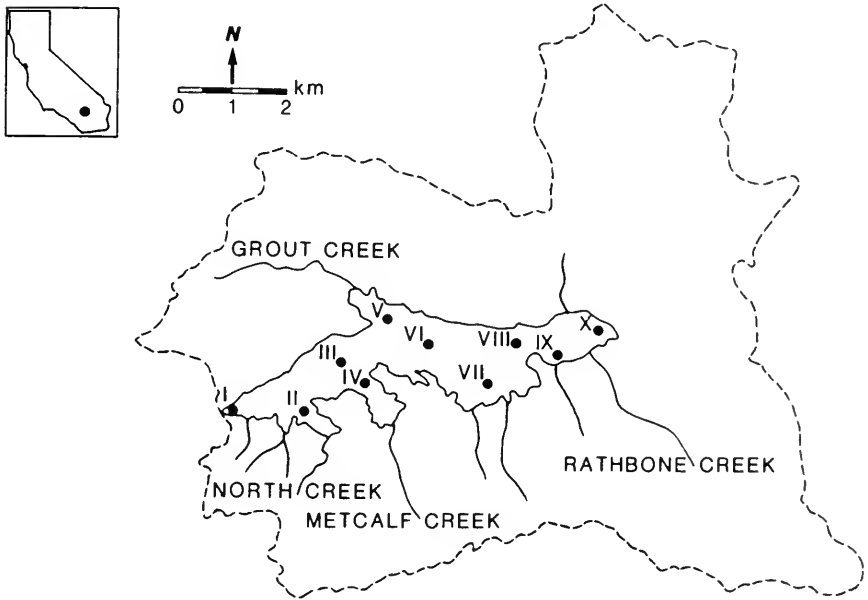 N
km
0 1 2
GROUT CREEK
V
VI
VIII
IX
X
III
IV
VII
I
II
RATHBONE CREEK
NORTH CREEK
METCALF CREEK